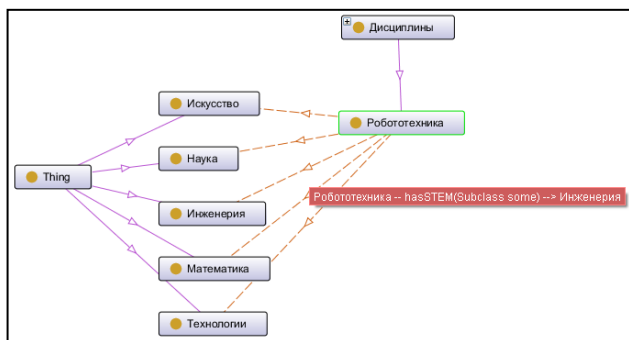 Дисциплины
Искусство
Робототехника
Наука
Thing
Робототехника -- hasSTEM(Subclass some) --> Инженерия
Инженерия
Математика
Технологии